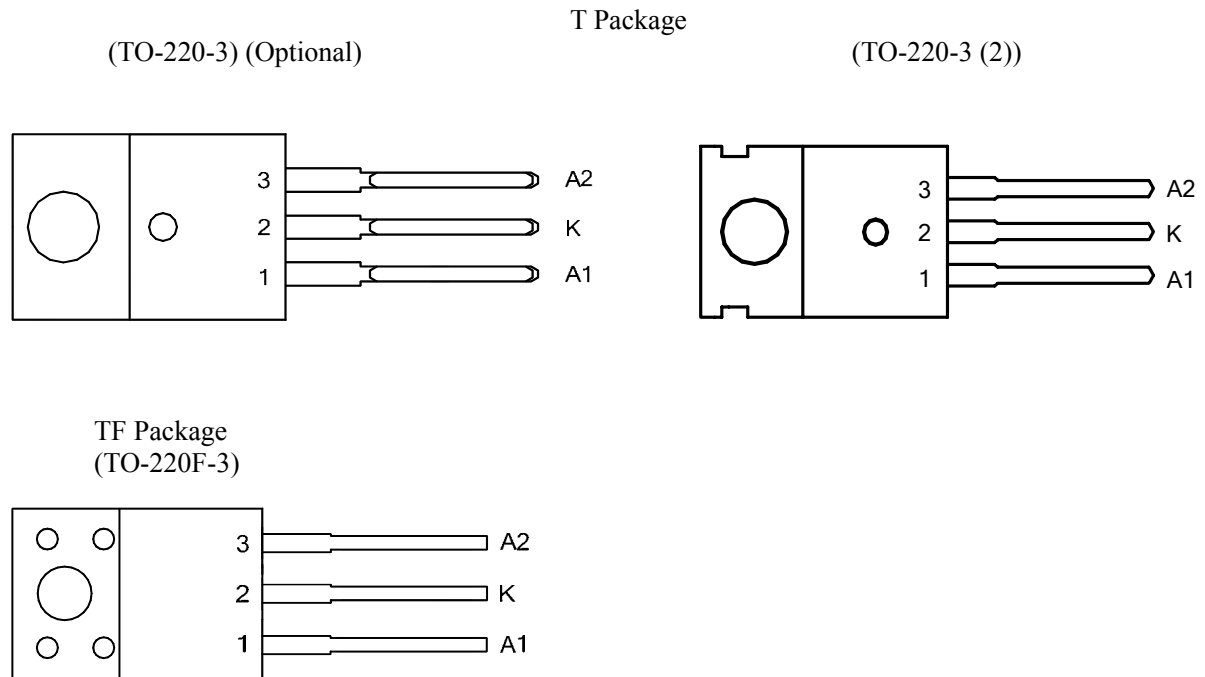 T Package
(TO-220-3) (Optional)
(TO-220-3 (2))
3 A2
2 K
1 A1
3 A2
2 K
1 A1
TF Package
(TO-220F-3)
3 A2
2 K
1 A1